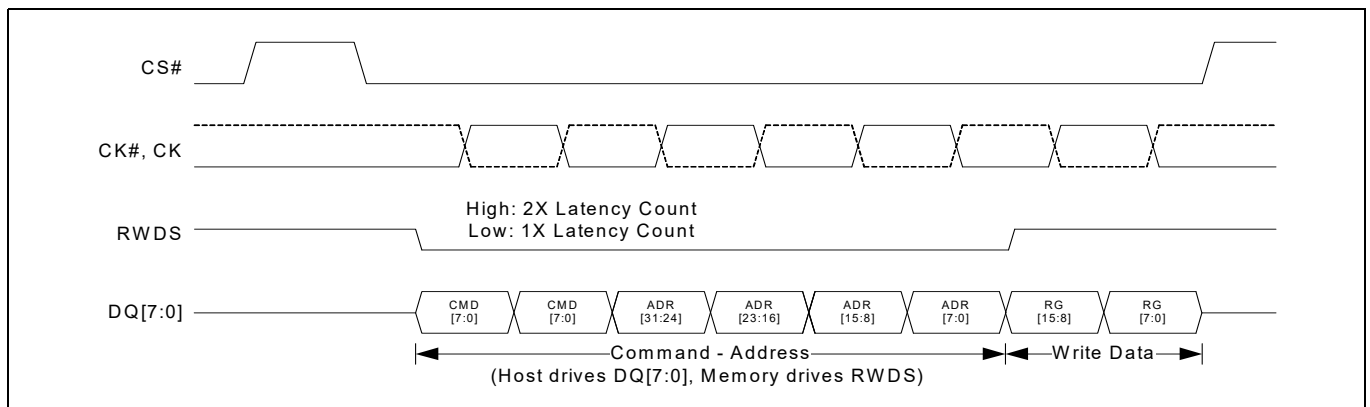 CS#
CK#, CK
High: 2X Latency Count
Low: 1X Latency Count
RWDS
DQ[7:0]
CMD [7:0] CMD [7:0] ADR [31:24] ADR [23:16] ADR [15:8] ADR [7:0] RG [15:8] RG [7:0]
Command - Address Write Data
(Host drives DQ[7:0], Memory drives RWDS)